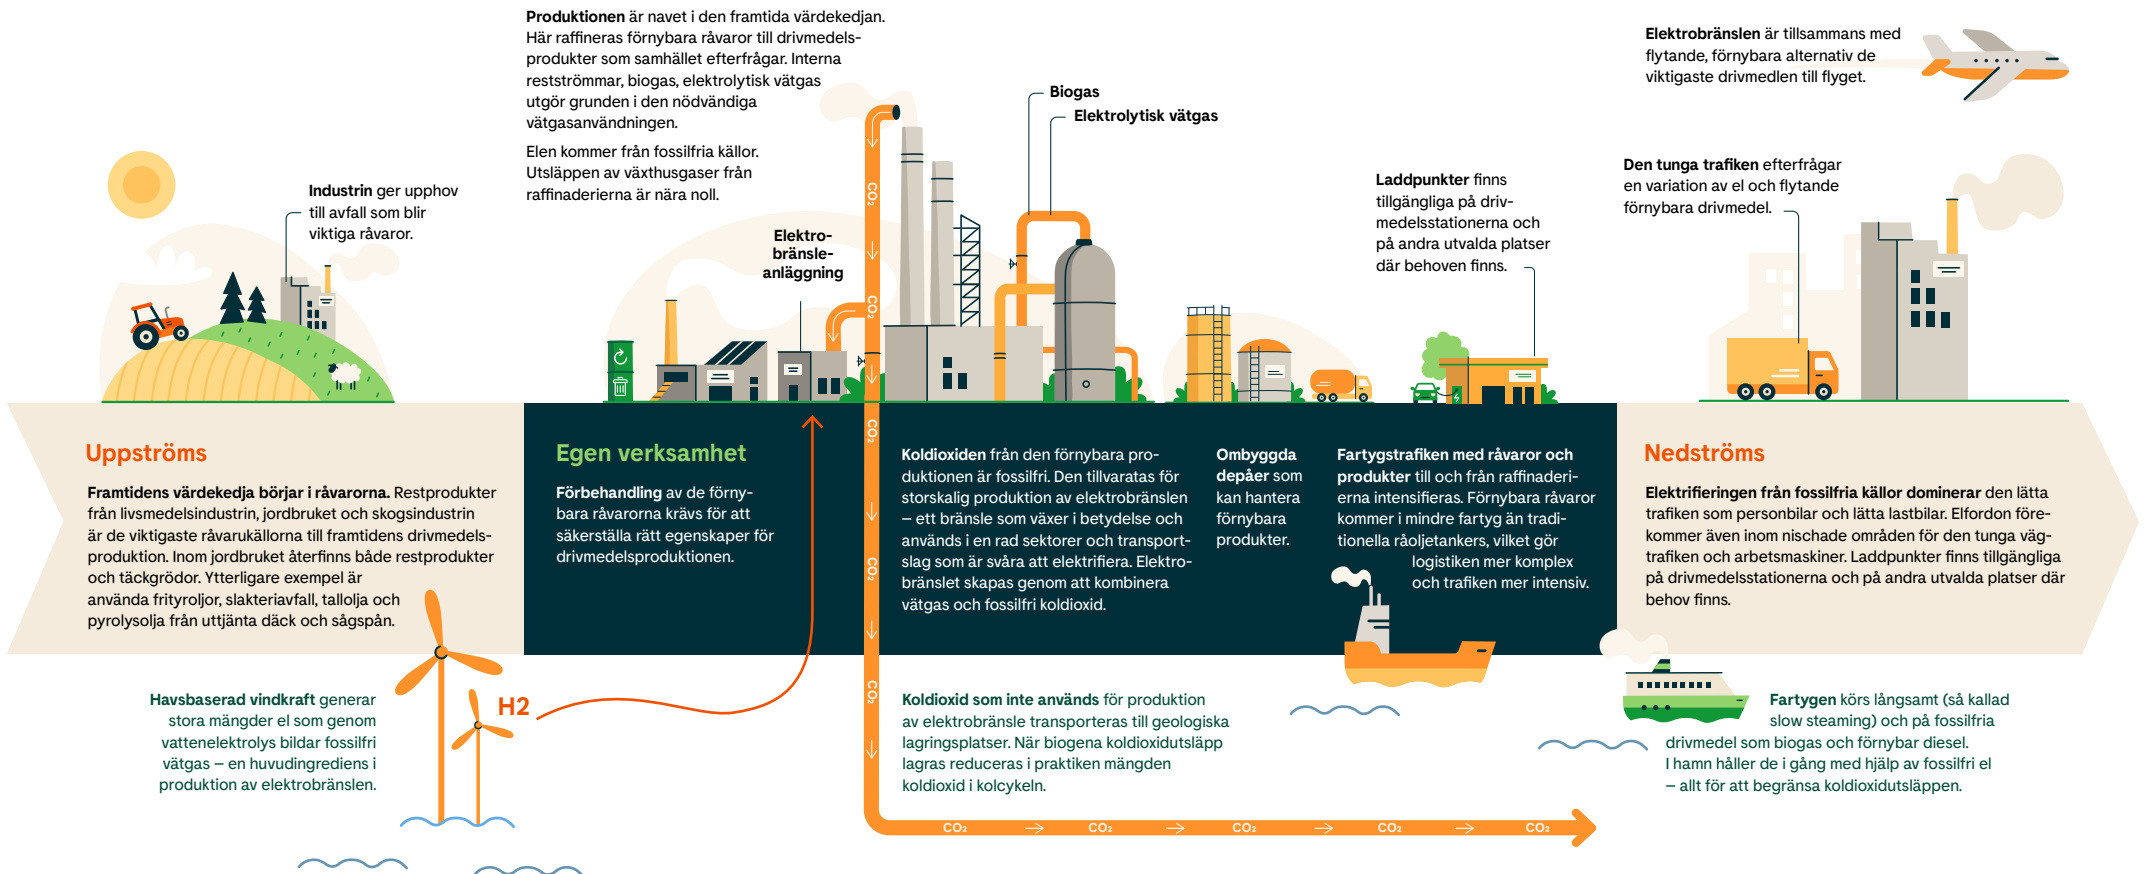 Produktionen är navet i den framtida värdekedjan.
Här raffineras förnybara råvaror till drivmedels-
produkter som samhället efterfrågar. Interna
restströmmar, biogas, elektrolytisk vätgas
utgör grunden i den nödvändiga
vätgasanvändningen.
Elen kommer från fossilfria källor.
Utsläppen av växthusgaser från
raffinaderierna är nära noll.
Elektrobränslen är tillsammans med
flytande, förnybara alternativ de
viktigaste drivmedlen till flyget.
Biogas
Elektrolytisk vätgas
Industrin ger upphov
till avfall som blir
viktiga råvaror.
Elektro-
bränsle-
anläggning
Laddpunkter finns
tillgängliga på driv-
medelsstationerna och
på andra utvalda platser
där behoven finns.
Den tunga trafiken efterfrågar
en variation av el och flytande
förnybara drivmedel.
CO₂
CO₂
CO₂
CO₂
CO₂
Uppströms
Framtidens värdekedja börjar i råvarorna. Restprodukter
från livsmedelsindustrin, jordbruket och skogsindustrin
är de viktigaste råvarukällorna till framtidens drivmedels-
produktion. Inom jordbruket återfinns både restprodukter
och täckgrödor. Ytterligare exempel är
använda frityroljor, slakteriavfall, tallolja och
pyrolysolja från uttjänta däck och sågspån.
Egen verksamhet
Förbehandling av de förny-
bara råvarorna krävs för att
säkerställa rätt egenskaper för
drivmedelsproduktionen.
Koldioxiden från den förnybara pro-
duktionen är fossilfri. Den tillvaratas för
storskalig produktion av elektrobränslen
– ett bränsle som växer i betydelse och
används i en rad sektorer och transport-
slag som är svåra att elektrifiera. Elektro-
bränslet skapas genom att kombinera
vätgas och fossilfri koldioxid.
Ombyggda
depåer som
kan hantera
förnybara
produkter.
Fartygstrafiken med råvaror och
produkter till och från raffinaderi-
erna intensifieras. Förnybara råvaror
kommer i mindre fartyg än tradi-
tionella råoljetankers, vilket gör
logistiken mer komplex
och trafiken mer intensiv.
Nedströms
Elektrifieringen från fossilfria källor dominerar den lätta
trafiken som personbilar och lätta lastbilar. Elfordon före-
kommer även inom nischade områden för den tunga väg-
trafiken och arbetsmaskiner. Laddpunkter finns tillgängliga
på drivmedelsstationerna och på andra utvalda platser där
behov finns.
Havsbaserad vindkraft generar
stora mängder el som genom
vattenelektrolys bildar fossilfri
vätgas – en huvudingrediens i
produktion av elektrobränslen.
H2
Koldioxid som inte används för produktion
av elektrobränsle transporteras till geologiska
lagringsplatser. När biogena koldioxidutsläpp
lagras reduceras i praktiken mängden
koldioxid i kolcykeln.
Fartygen körs långsamt (så kallad
slow steaming) och på fossilfria
drivmedel som biogas och förnybar diesel.
I hamn håller de i gång med hjälp av fossilfri el
– allt för att begränsa koldioxidutsläppen.
CO₂ CO₂ CO₂ CO₂ CO₂